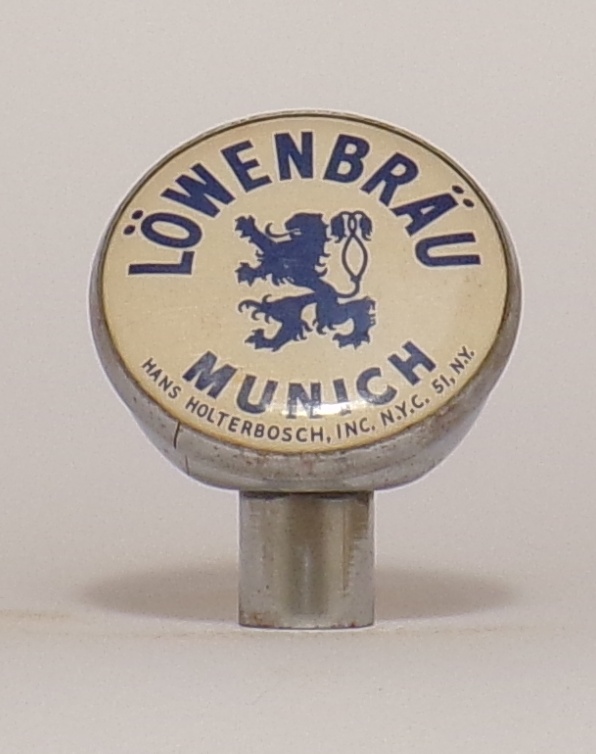 LÖWENBRÄU
MUNICH
HANS HOLTERBOSCH, INC. N.Y.C. 51, N.Y.